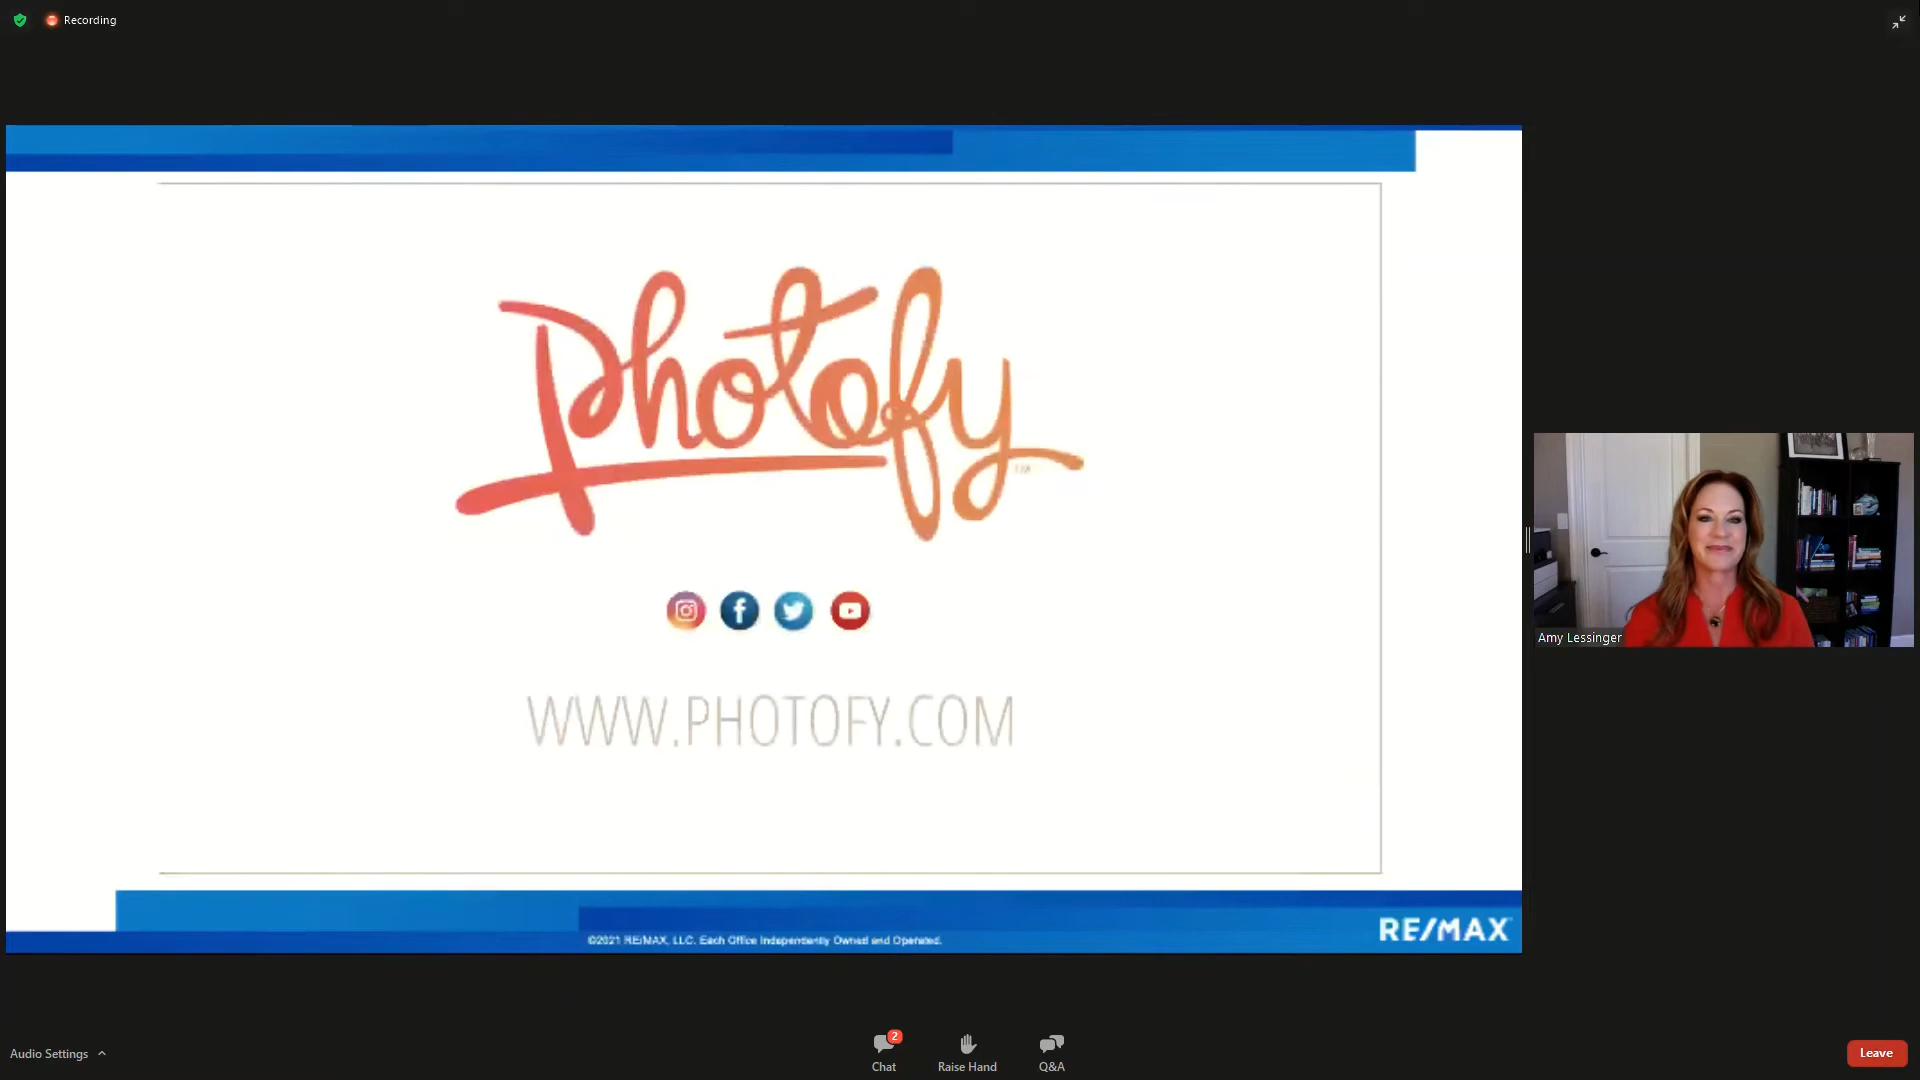 Recording
Photofy
TM
WWW.PHOTOFY.COM
©2021 RE/MAX, LLC. Each Office Independently Owned and Operated.
RE/MAX
Amy Lessinger
Audio Settings
2
Chat
Raise Hand
Q&A
Leave